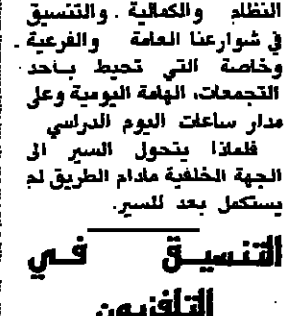 النظام والكمالية . والتنسيق
في شوارعنا العامة والفرعية .
وخاصة التي تحيط بأحد
التجمعات، الهامة اليومية وعلى
مدار ساعات اليوم الدراسي
فلماذا يتحول السير الى
الجهة الخلفية مادام الطريق لم
يستكمل بعد للسير.
التنسيق في
التلفزيون